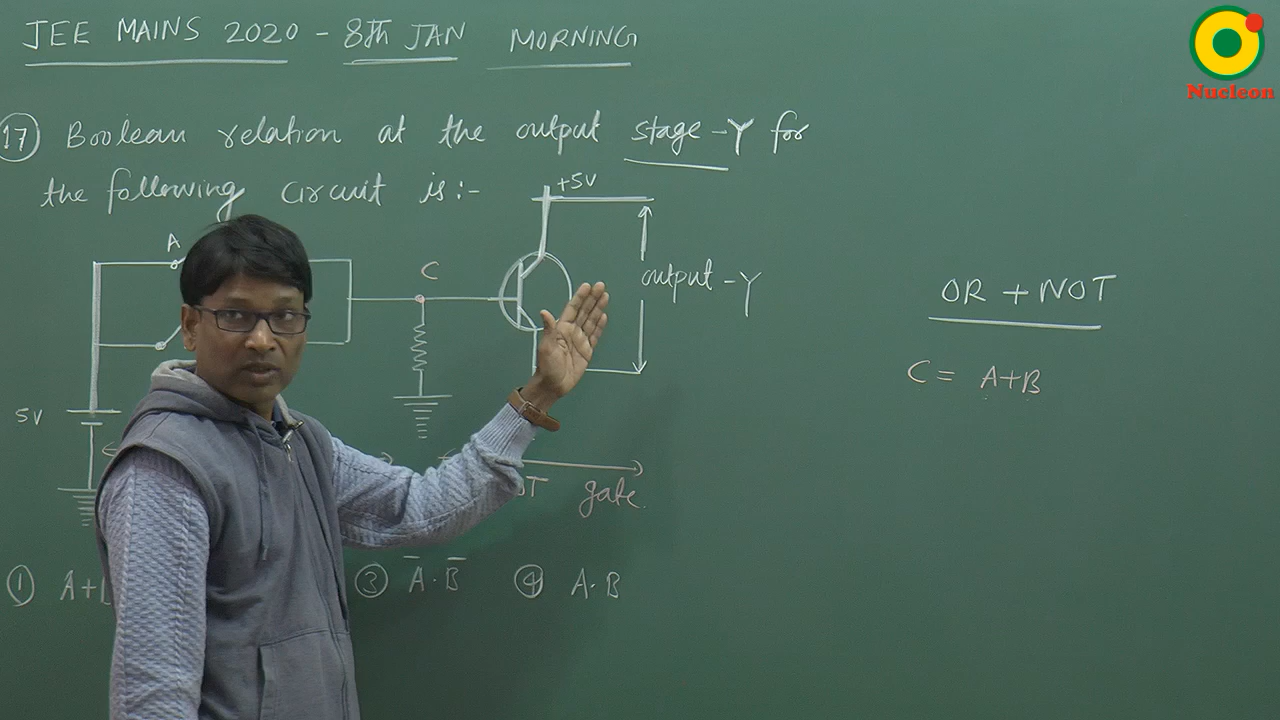 JEE MAINS 2020 - 8th JAN MORNING
Nucleon
17 Boolean relation at the output stage - Y for
the following circuit is :-
+5V
A
C
output - Y
OR + NOT
C = A+B
5V
gate
① A+
③ A̅ . B̅
④ A . B